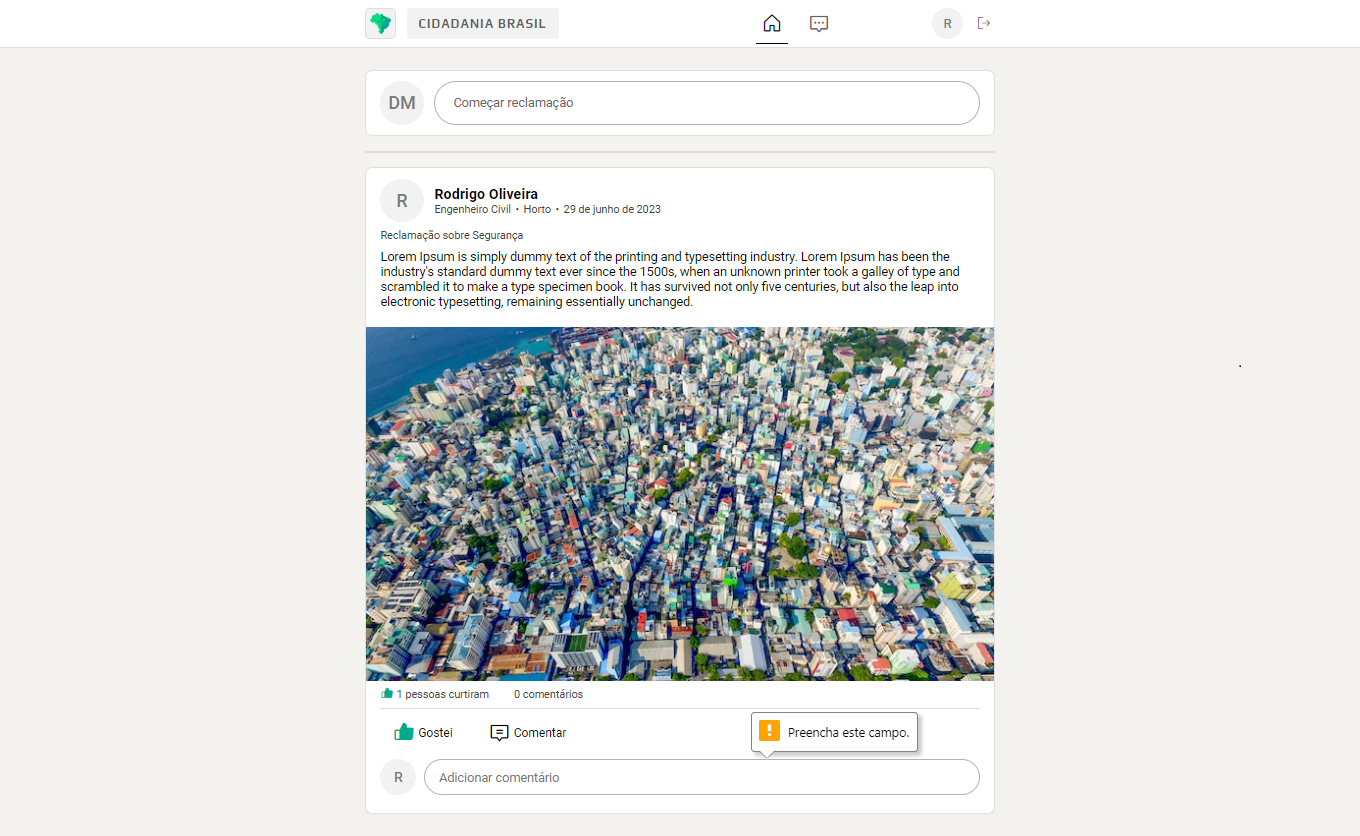 CIDADANIA BRASIL
R
DM
Começar reclamação
R
Rodrigo Oliveira
Engenheiro Civil • Horto • 29 de junho de 2023
Reclamação sobre Segurança
Lorem Ipsum is simply dummy text of the printing and typesetting industry. Lorem Ipsum has been the
industry's standard dummy text ever since the 1500s, when an unknown printer took a galley of type and
scrambled it to make a type specimen book. It has survived not only five centuries, but also the leap into
electronic typesetting, remaining essentially unchanged.
1 pessoas curtiram 0 comentários
Gostei Comentar
! Preencha este campo.
R
Adicionar comentário